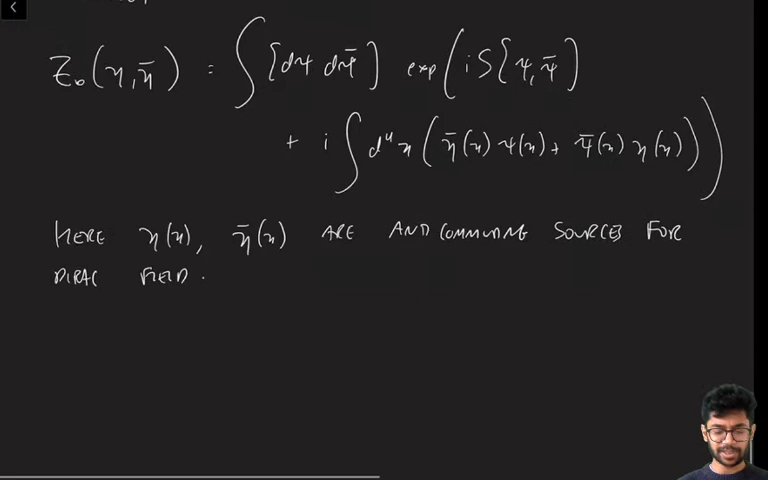 Z₀(η, η̄) = ∫ [dψ dψ̄] exp(iS[ψ, ψ̄]
+ i ∫ d⁴x (η̄(x) ψ(x) + ψ̄(x) η(x)))
HERE η(x), η̄(x) ARE ANTICOMMUTING SOURCES FOR
DIRAC FIELD.